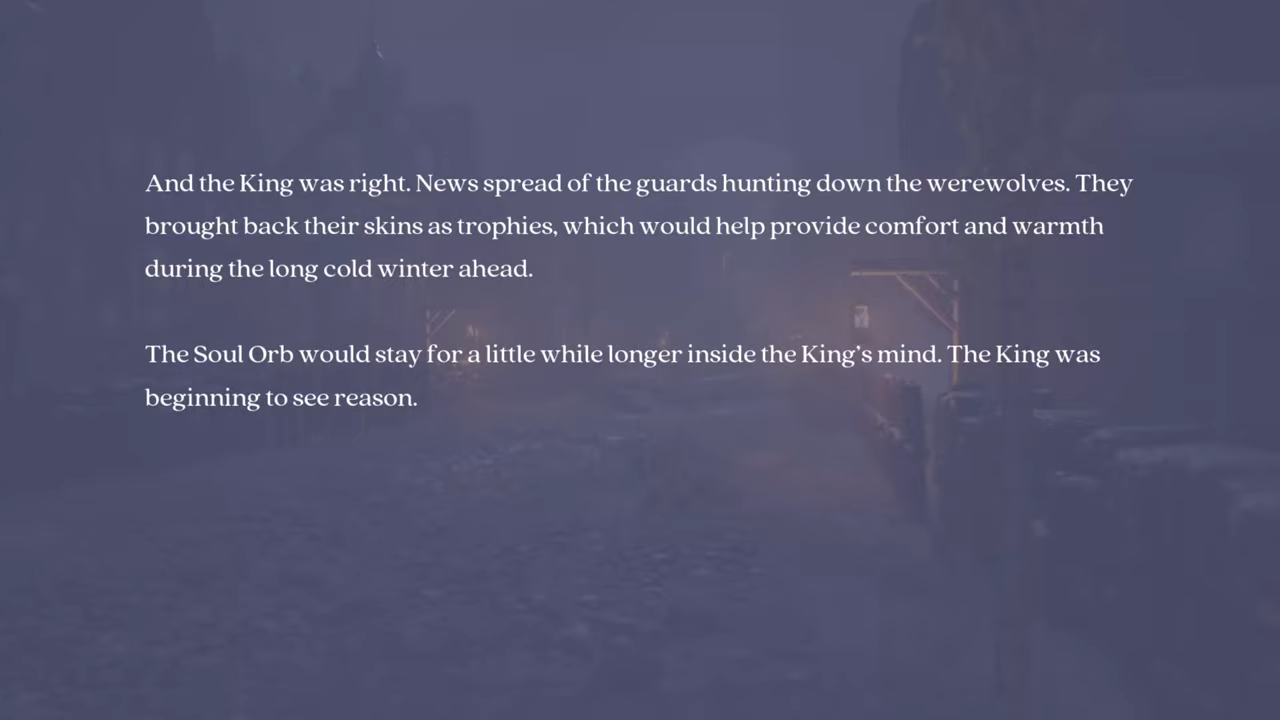 And the King was right. News spread of the guards hunting down the werewolves. They
brought back their skins as trophies, which would help provide comfort and warmth
during the long cold winter ahead.
The Soul Orb would stay for a little while longer inside the King's mind. The King was
beginning to see reason.